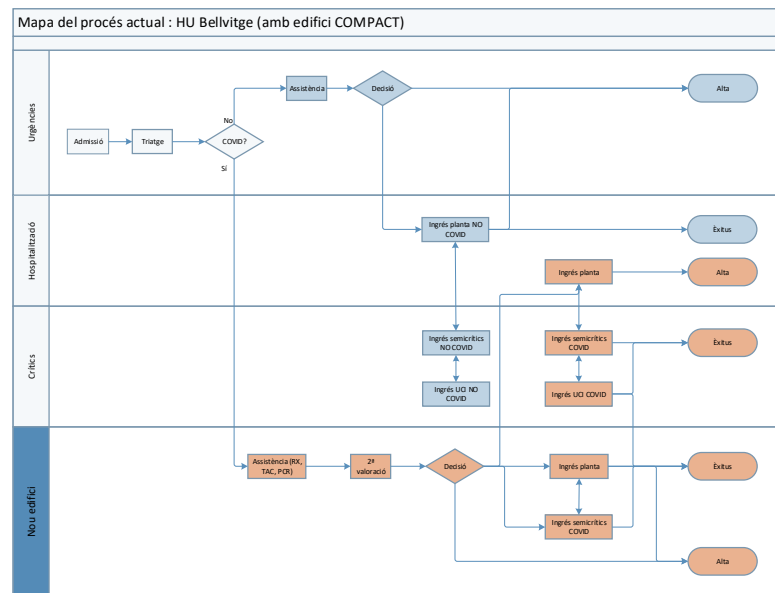 Mapa del procés actual : HU Bellvitge (amb edifici COMPACT)
Urgències
Admissió
Triatge
COVID?
No
Sí
Assistència
Decisió
Alta
Hospitalització
Ingrés planta NO
COVID
Èxitus
Ingrés planta
Alta
Crítics
Ingrés semicrítics
NO COVID
Ingrés UCI NO
COVID
Ingrés semicrítics
COVID
Ingrés UCI COVID
Èxitus
Nou edifici
Assistència (RX,
TAC, PCR)
2ª
valoració
Decisió
Ingrés planta
Ingrés semicrítics
COVID
Èxitus
Alta